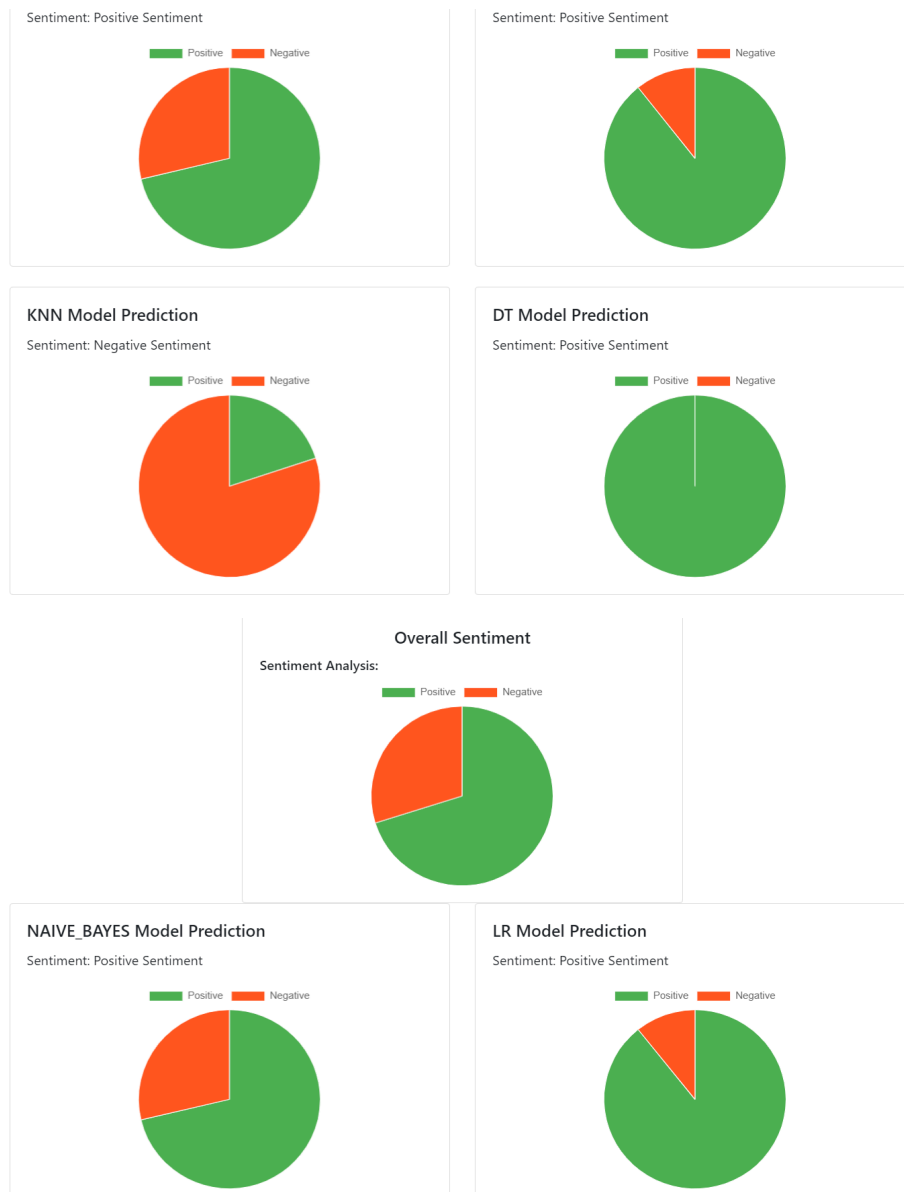 Sentiment: Positive Sentiment
Positive Negative
Sentiment: Positive Sentiment
Positive Negative
KNN Model Prediction
Sentiment: Negative Sentiment
Positive Negative
DT Model Prediction
Sentiment: Positive Sentiment
Positive Negative
Overall Sentiment
Sentiment Analysis:
Positive Negative
NAIVE_BAYES Model Prediction
Sentiment: Positive Sentiment
Positive Negative
LR Model Prediction
Sentiment: Positive Sentiment
Positive Negative